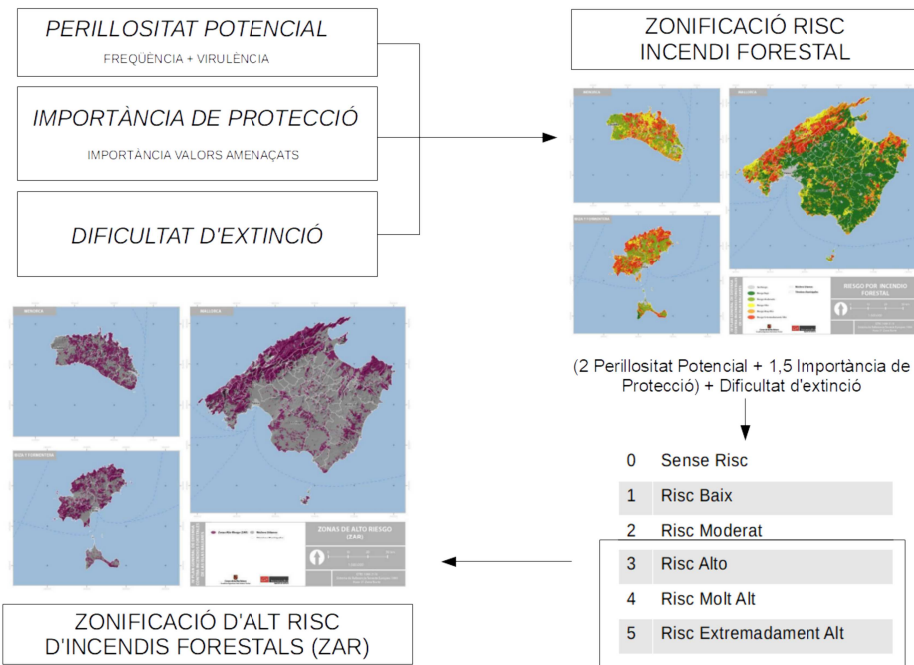 PERILLOSITAT POTENCIAL
FREQÜÈNCIA + VIRULÈNCIA
IMPORTÀNCIA DE PROTECCIÓ
IMPORTÀNCIA VALORS AMENAÇATS
DIFICULTAT D'EXTINCIÓ
ZONIFICACIÓ RISC
INCENDI FORESTAL
MENORCA
MALLORCA
IBIZA Y FORMENTERA
RIESGO POR INCENDIO
FORESTAL
(2 Perillositat Potencial + 1,5 Importància de
Protecció) + Dificultat d'extinció
0 Sense Risc
1 Risc Baix
2 Risc Moderat
3 Risc Alto
4 Risc Molt Alt
5 Risc Extremadament Alt
MENORCA
MALLORCA
IBIZA Y FORMENTERA
ZONAS DE ALTO RIESGO
(ZAR)
ZONIFICACIÓ D'ALT RISC
D'INCENDIS FORESTALS (ZAR)